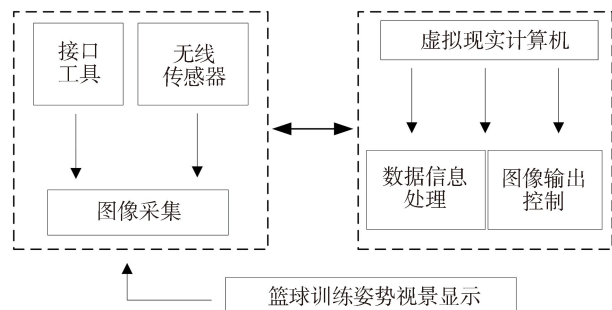 接口
工具
无线
传感器
图像采集
虚拟现实计算机
数据信息
处理
图像输出
控制
篮球训练姿势视景显示